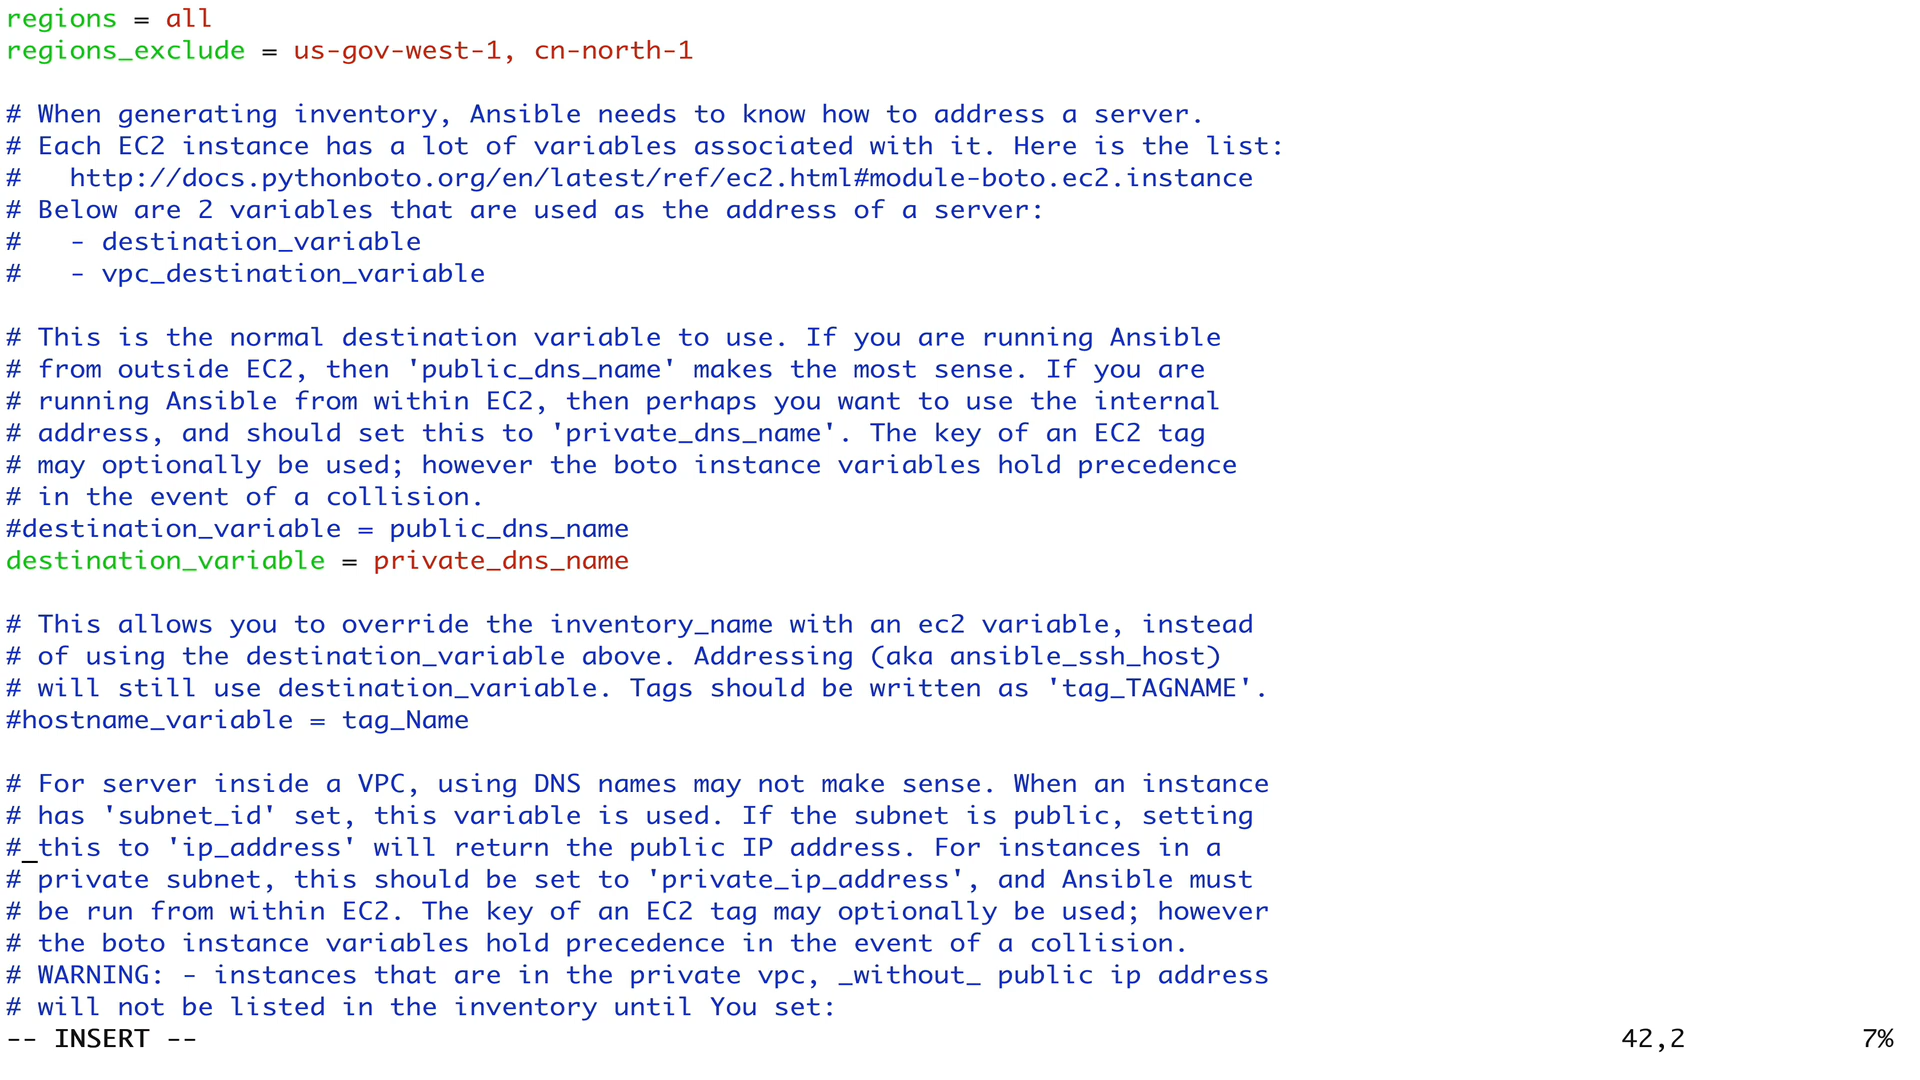 regions = all
regions_exclude = us-gov-west-1, cn-north-1
# When generating inventory, Ansible needs to know how to address a server.
# Each EC2 instance has a lot of variables associated with it. Here is the list:
#   http://docs.pythonboto.org/en/latest/ref/ec2.html#module-boto.ec2.instance
# Below are 2 variables that are used as the address of a server:
#   - destination_variable
#   - vpc_destination_variable
# This is the normal destination variable to use. If you are running Ansible
# from outside EC2, then 'public_dns_name' makes the most sense. If you are
# running Ansible from within EC2, then perhaps you want to use the internal
# address, and should set this to 'private_dns_name'. The key of an EC2 tag
# may optionally be used; however the boto instance variables hold precedence
# in the event of a collision.
#destination_variable = public_dns_name
destination_variable = private_dns_name
# This allows you to override the inventory_name with an ec2 variable, instead
# of using the destination_variable above. Addressing (aka ansible_ssh_host)
# will still use destination_variable. Tags should be written as 'tag_TAGNAME'.
#hostname_variable = tag_Name
# For server inside a VPC, using DNS names may not make sense. When an instance
# has 'subnet_id' set, this variable is used. If the subnet is public, setting
# this to 'ip_address' will return the public IP address. For instances in a
# private subnet, this should be set to 'private_ip_address', and Ansible must
# be run from within EC2. The key of an EC2 tag may optionally be used; however
# the boto instance variables hold precedence in the event of a collision.
# WARNING: - instances that are in the private vpc, _without_ public ip address
# will not be listed in the inventory until You set:
-- INSERT -- 42,2 7%